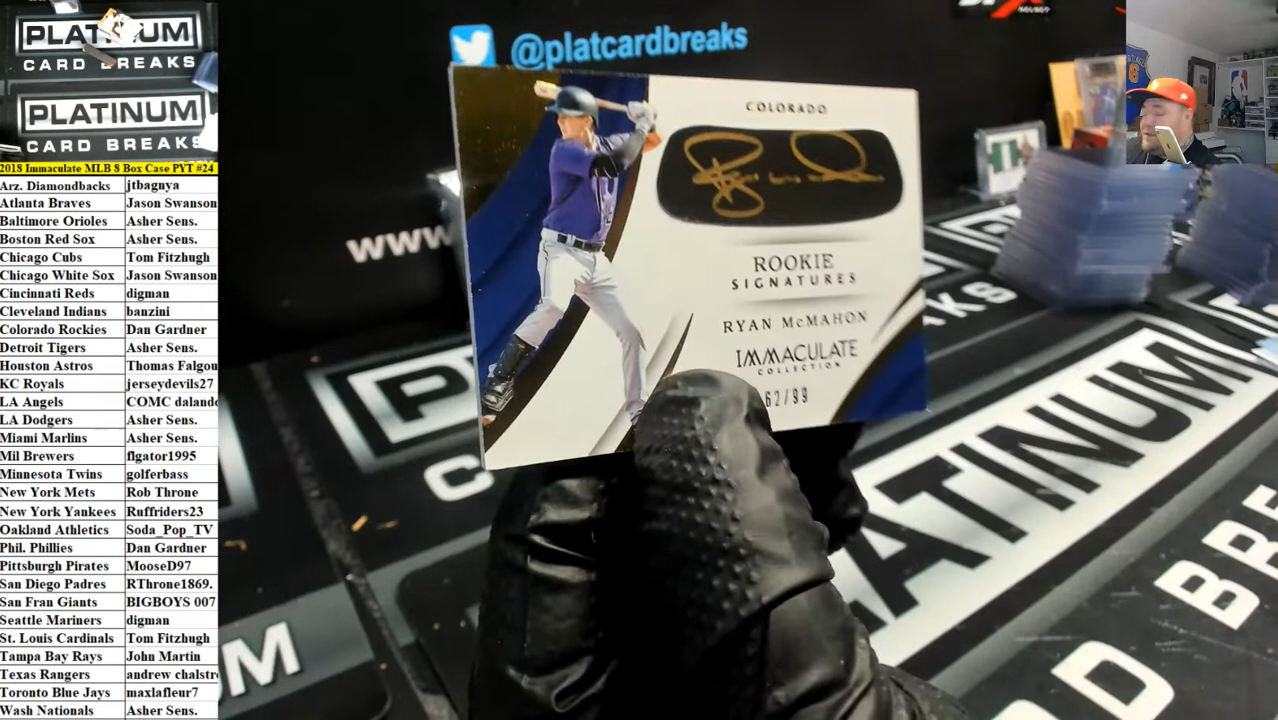 PLATINUM
CARD BREAKS
PLATINUM
CARD BREAKS
2018 Immaculate MLB 8 Box Case PYT #24
Arz. Diamondbacks jtbagnya
Atlanta Braves Jason Swanson
Baltimore Orioles Asher Sens.
Boston Red Sox Asher Sens.
Chicago Cubs Tom Fitzhugh
Chicago White Sox Jason Swanson
Cincinnati Reds digman
Cleveland Indians banzini
Colorado Rockies Dan Gardner
Detroit Tigers Asher Sens.
Houston Astros Thomas Falgou
KC Royals jerseydevils27
LA Angels COMC daland
LA Dodgers Asher Sens.
Miami Marlins Asher Sens.
Mil Brewers flgator1995
Minnesota Twins golferbass
New York Mets Rob Throne
New York Yankees Ruffriders23
Oakland Athletics Soda_Pop_TV
Phil. Phillies Dan Gardner
Pittsburgh Pirates MooseD97
San Diego Padres RThrone1869.
San Fran Giants BIGBOYS 007
Seattle Mariners digman
St. Louis Cardinals Tom Fitzhugh
Tampa Bay Rays John Martin
Texas Rangers andrew chalstr
Toronto Blue Jays maxlafleur7
Wash Nationals Asher Sens.
@platcardbreaks
www
COLORADO
ROOKIE
SIGNATURES
RYAN McMAHON
IMMACULATE
COLLECTION
62/99
P
C
AKS
PLATINUM
RD BRE
M